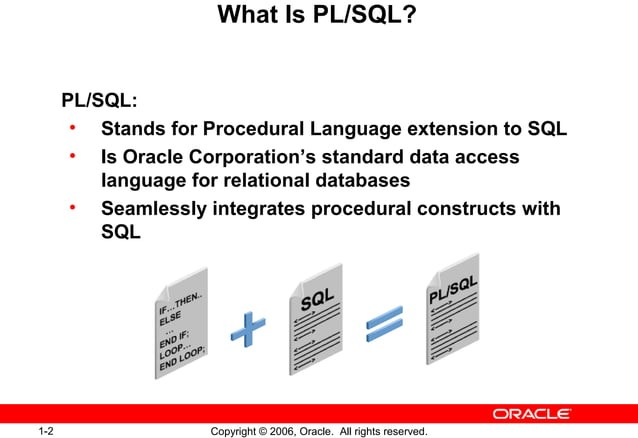 What Is PL/SQL?
PL/SQL:
• Stands for Procedural Language extension to SQL
• Is Oracle Corporation’s standard data access
language for relational databases
• Seamlessly integrates procedural constructs with
SQL
IF…THEN..
ELSE
…
END IF;
LOOP…
END LOOP;
+
SQL
=
PL/SQL
ORACLE
1-2
Copyright © 2006, Oracle. All rights reserved.